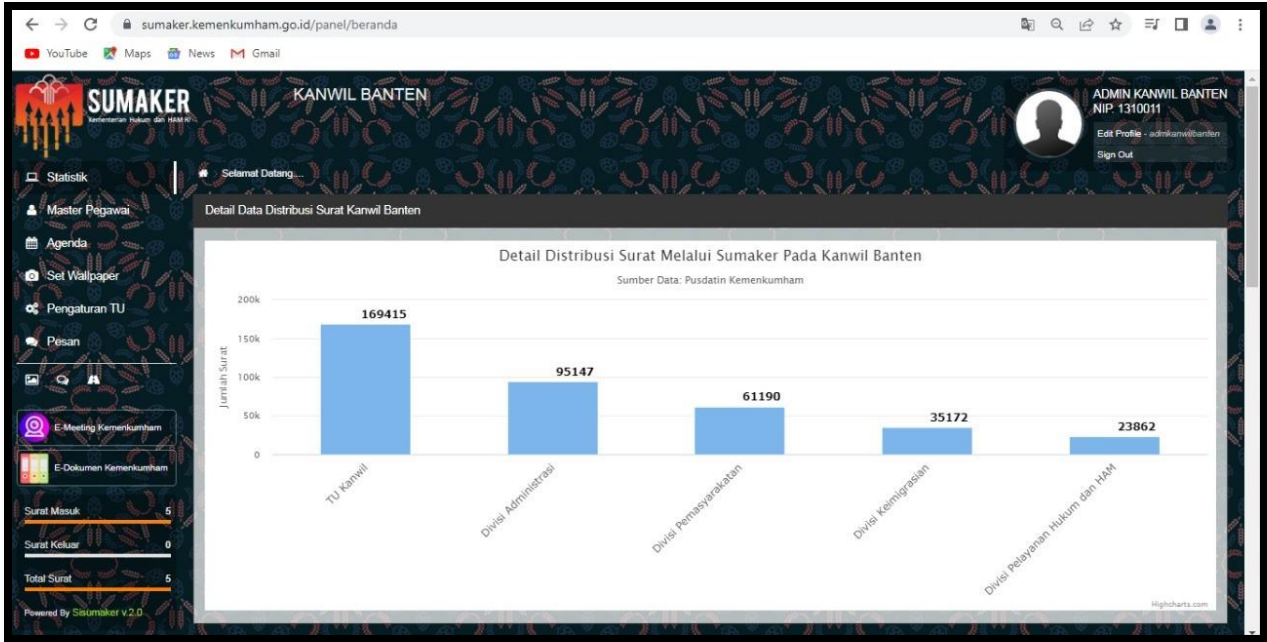 sumaker.kemenkumham.go.id/panel/beranda
YouTube Maps News Gmail
SUMAKER
Kementerian Hukum dan HAM RI
KANWIL BANTEN
ADMIN KANWIL BANTEN
NIP. 1310011
Edit Profile - admkanwilbanten
Sign Out
Statistik
Master Pegawai
Agenda
Set Wallpaper
Pengaturan TU
Pesan
E-Meeting Kemenkumham
E-Dokumen Kemenkumham
Surat Masuk 5
Surat Keluar 0
Total Surat 5
Powered By Sisumaker v.2.0
Selamat Datang....
Detail Data Distribusi Surat Kanwil Banten
Detail Distribusi Surat Melalui Sumaker Pada Kanwil Banten
Sumber Data: Pusdatin Kemenkumham
Jumlah Surat
200k
150k
100k
50k
0
169415
95147
61190
35172
23862
TU Kanwil
Divisi Administrasi
Divisi Pemasyarakatan
Divisi Keimigrasian
Divisi Pelayanan Hukum dan HAM
Highcharts.com